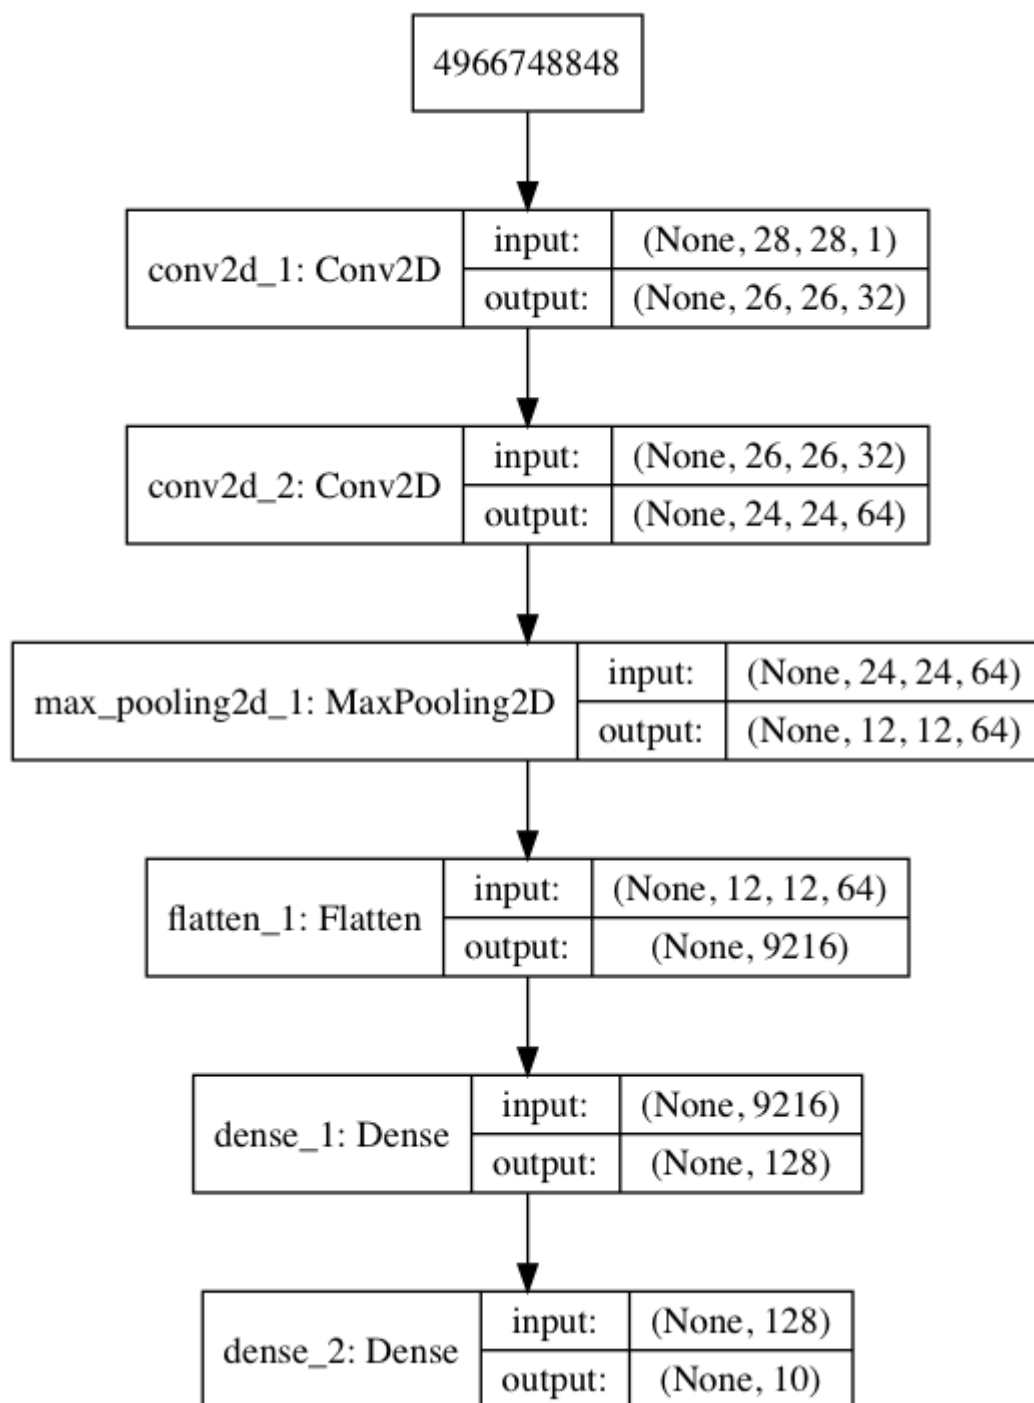 4966748848
conv2d_1: Conv2D
input:
(None, 28, 28, 1)
output:
(None, 26, 26, 32)
conv2d_2: Conv2D
input:
(None, 26, 26, 32)
output:
(None, 24, 24, 64)
max_pooling2d_1: MaxPooling2D
input:
(None, 24, 24, 64)
output:
(None, 12, 12, 64)
flatten_1: Flatten
input:
(None, 12, 12, 64)
output:
(None, 9216)
dense_1: Dense
input:
(None, 9216)
output:
(None, 128)
dense_2: Dense
input:
(None, 128)
output:
(None, 10)